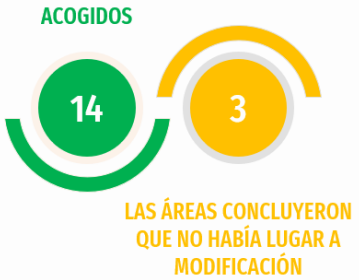 ACOGIDOS
14
3
LAS ÁREAS CONCLUYERON
QUE NO HABÍA LUGAR A
MODIFICACIÓN